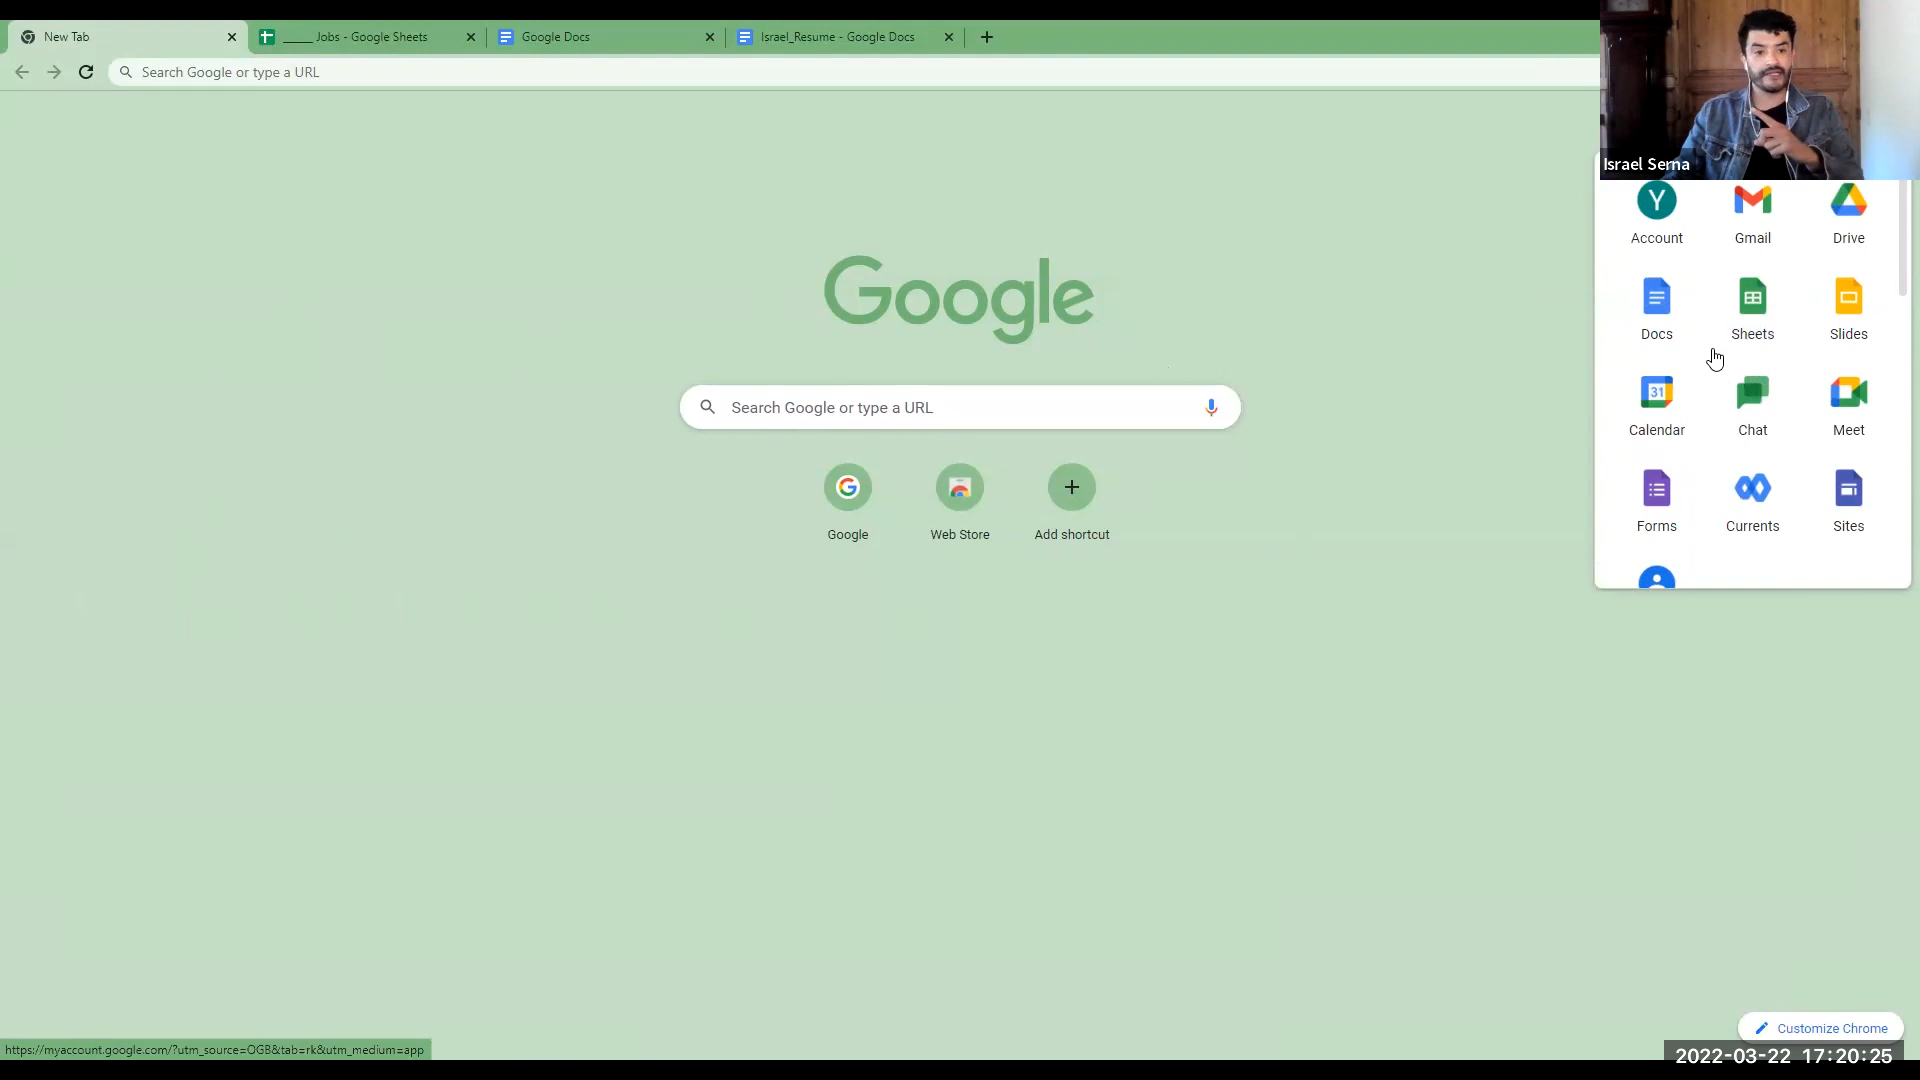 New Tab
_____ Jobs - Google Sheets
Google Docs
Israel_Resume - Google Docs
Search Google or type a URL
Israel Serna
Y
Account
Gmail
Drive
Docs
Sheets
Slides
31
Calendar
Chat
Meet
Forms
Currents
Sites
Google
Search Google or type a URL
Google
Web Store
Add shortcut
Customize Chrome
https://myaccount.google.com/?utm_source=OGB&tab=rk&utm_medium=app
2022-03-22 17:20:25